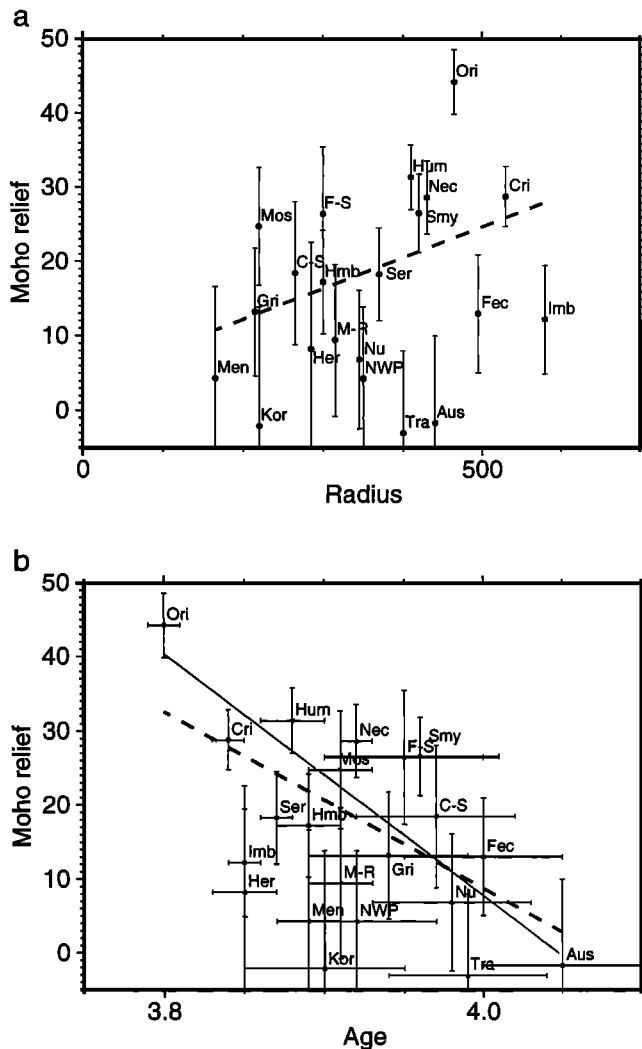 a
50
40
30
20
10
0
Moho relief
Ori
Hum
Nec
Cri
Smy
F-S
Mos
C-S
Hmb
Ser
Gri
Fec
Imb
M-R
Her
Nu
Men
NWP
Kor
Tra
Aus
0
500
Radius
b
50
40
30
20
10
0
Moho relief
Ori
Hum
Cri
Nec
Smy
F-S
Mos
Ser
Hmb
C-S
Imb
Fec
Her
M-R
Gri
Men
NWP
Nu
Kor
Tra
Aus
3.8
4.0
Age